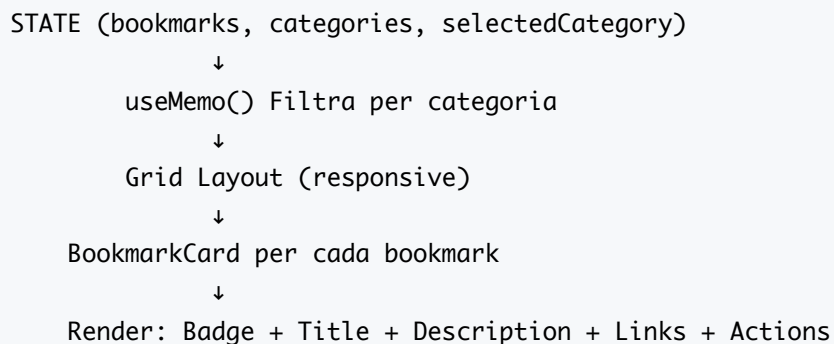 STATE (bookmarks, categories, selectedCategory)
↓
useMemo() Filtra per categoria
↓
Grid Layout (responsive)
↓
BookmarkCard per cada bookmark
↓
Render: Badge + Title + Description + Links + Actions